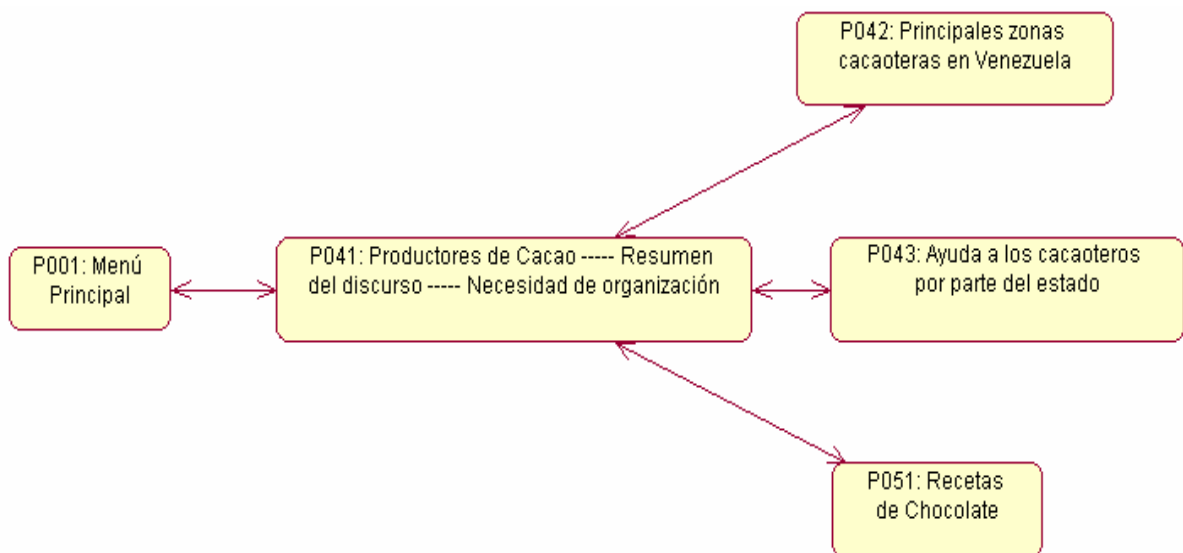 P042: Principales zonas
cacaoteras en Venezuela
P001: Menú
Principal
P041: Productores de Cacao ----- Resumen
del discurso ----- Necesidad de organización
P043: Ayuda a los cacaoteros
por parte del estado
P051: Recetas
de Chocolate